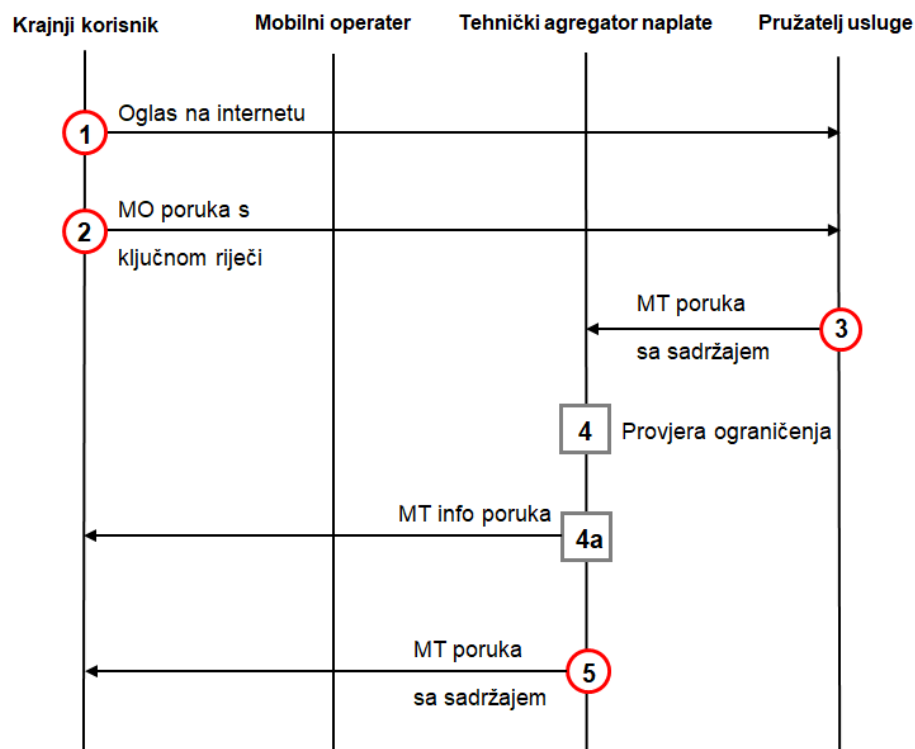 Krajnji korisnik
Mobilni operater
Tehnički agregator naplate
Pružatelj usluge
1
Oglas na internetu
2
MO poruka s
ključnom riječi
MT poruka
3
sa sadržajem
4
Provjera ograničenja
MT info poruka
4a
MT poruka
5
sa sadržajem